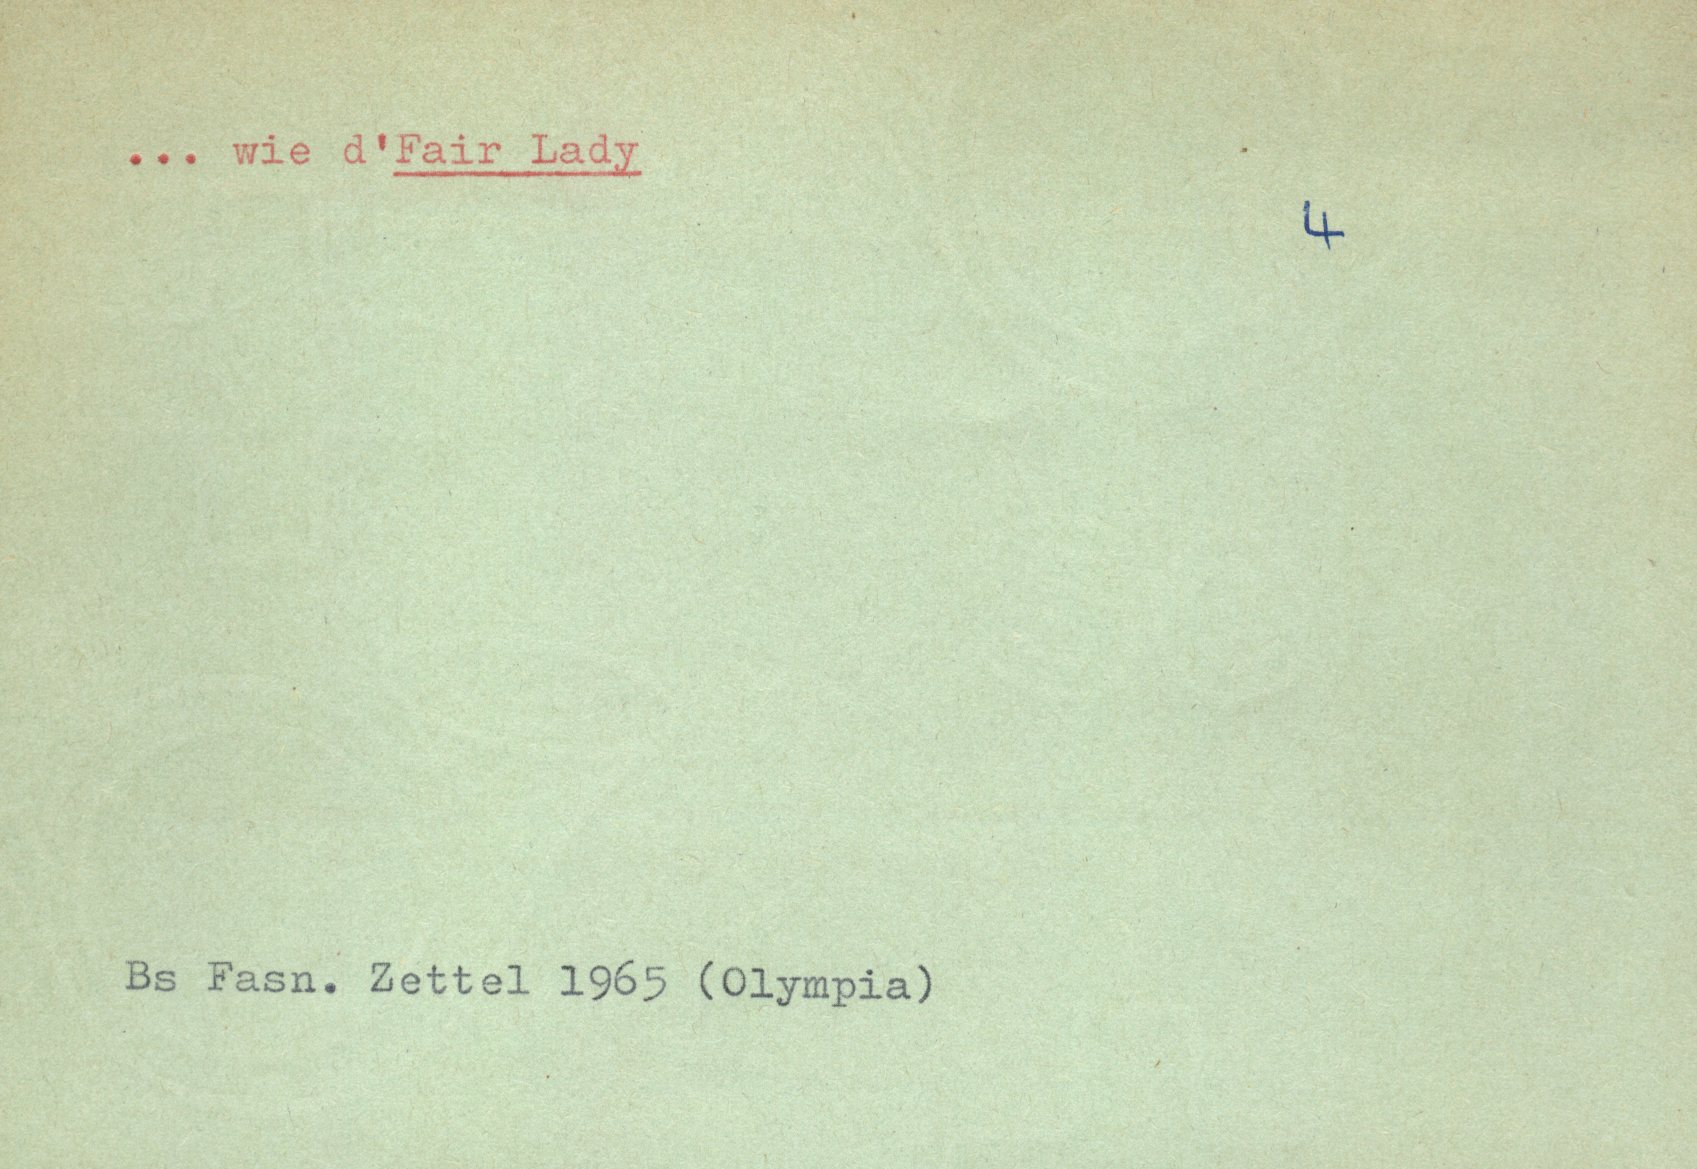 ... wie d'Fair Lady
4
Bs Fasn. Zettel 1965 (Olympia)